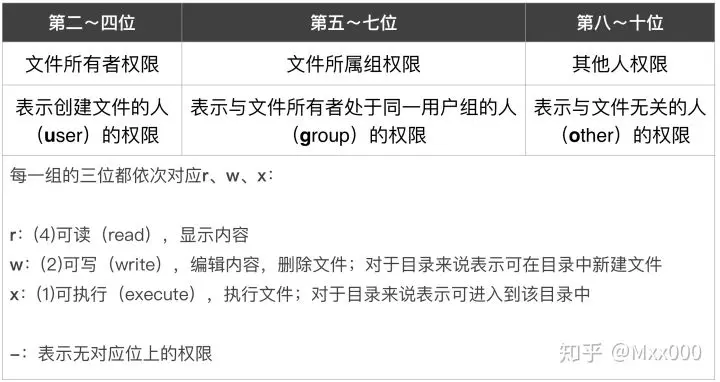 第二～四位 第五～七位 第八～十位
文件所有者权限 文件所属组权限 其他人权限
表示创建文件的人 表示与文件所有者处于同一用户组的人 表示与文件无关的人
（user）的权限 （group）的权限 （other）的权限
每一组的三位都依次对应r、w、x：
r：(4)可读（read），显示内容
w：(2)可写（write），编辑内容，删除文件；对于目录来说表示可在目录中新建文件
x：(1)可执行（execute），执行文件；对于目录来说表示可进入到该目录中
–：表示无对应位上的权限
知乎 @Mxx000